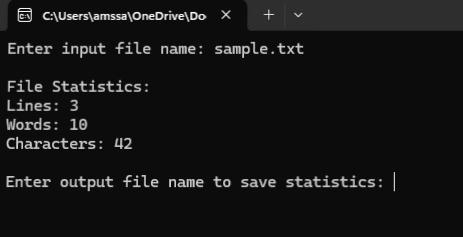 C:\Users\amssa\OneDrive\Do
Enter input file name: sample.txt
File Statistics:
Lines: 3
Words: 10
Characters: 42
Enter output file name to save statistics: